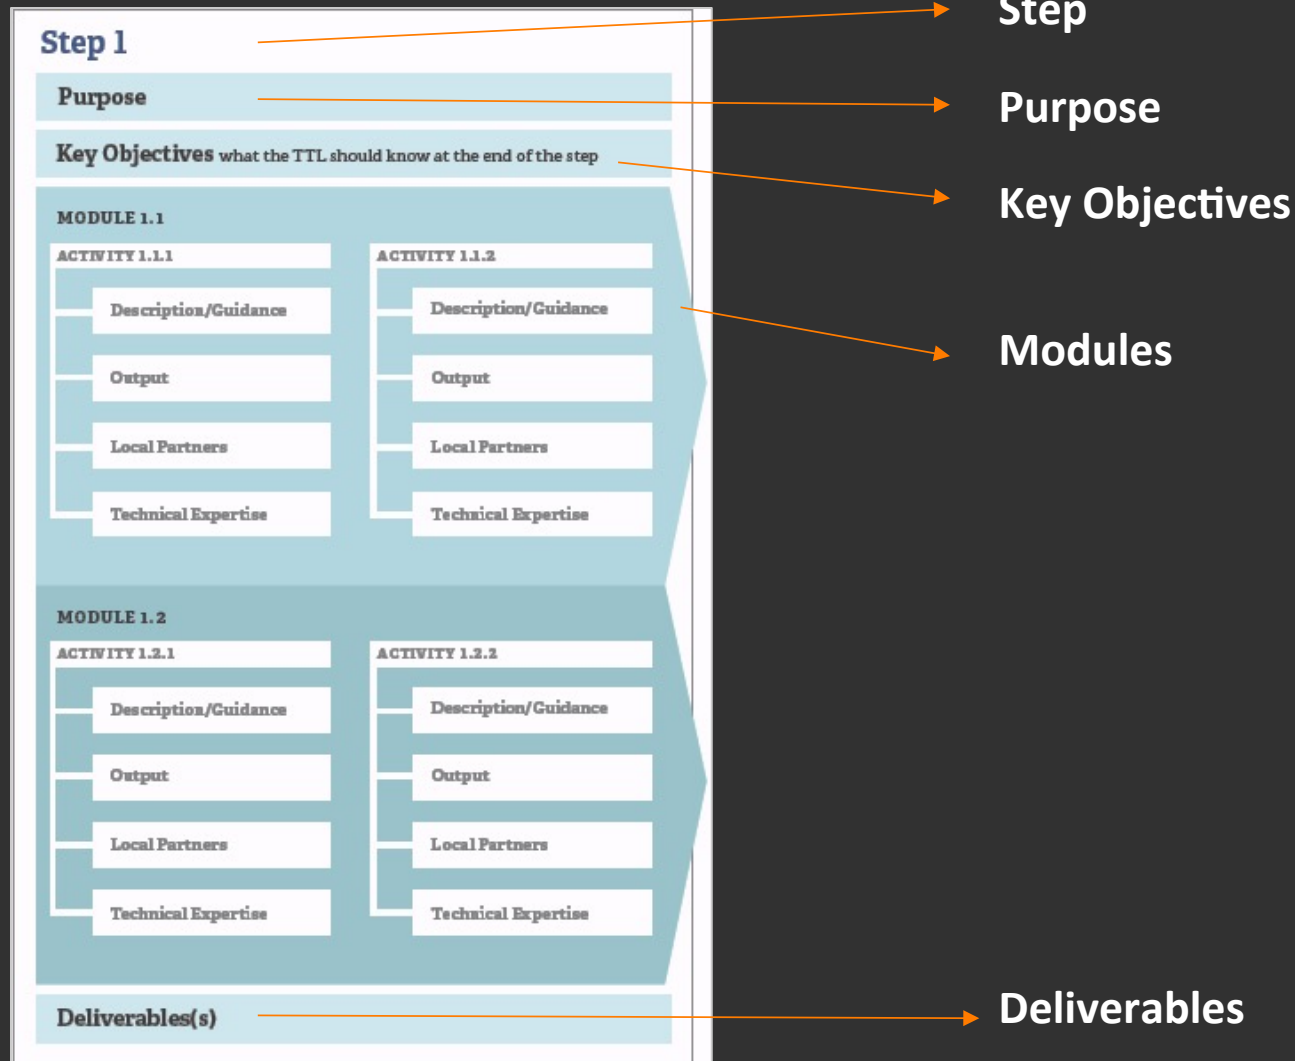 Step 1
Purpose
Key Objectives what the TTL should know at the end of the step
MODULE 1.1
ACTIVITY 1.1.1
Description/Guidance
Output
Local Partners
Technical Expertise
ACTIVITY 1.1.2
Description/Guidance
Output
Local Partners
Technical Expertise
MODULE 1.2
ACTIVITY 1.2.1
Description/Guidance
Output
Local Partners
Technical Expertise
ACTIVITY 1.2.2
Description/Guidance
Output
Local Partners
Technical Expertise
Deliverables(s)
Step
Purpose
Key Objectives
Modules
Deliverables